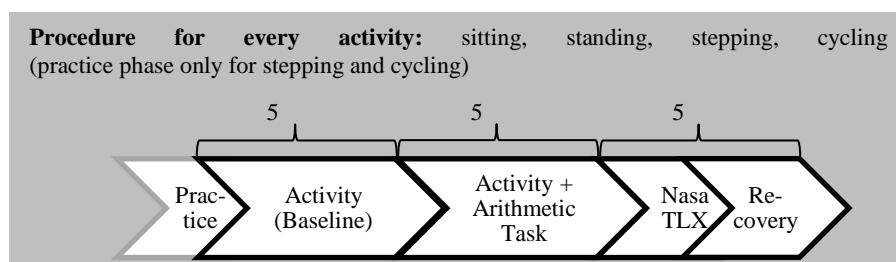 Procedure for every activity: sitting, standing, stepping, cycling
(practice phase only for stepping and cycling)
5 5 5
Prac-
tice
Activity
(Baseline)
Activity +
Arithmetic
Task
Nasa
TLX
Re-
covery